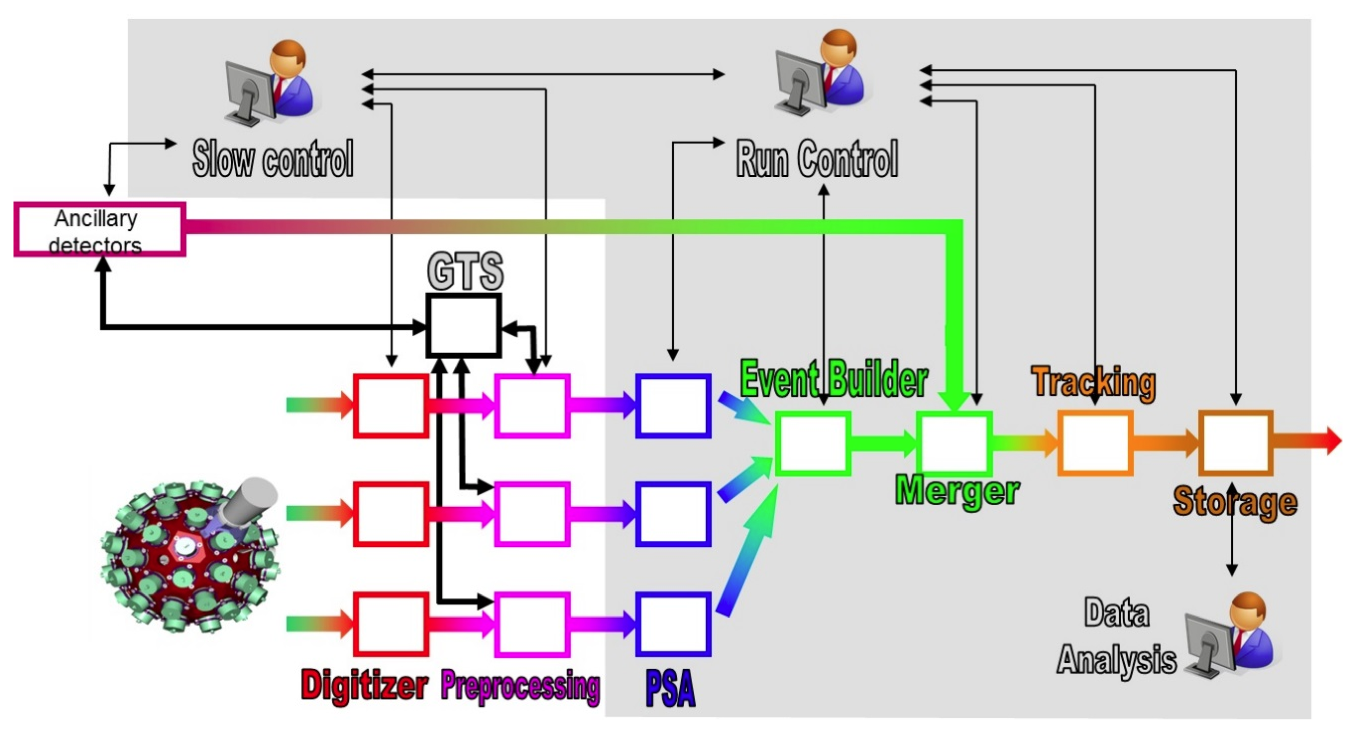 Slow control
Run Control
Ancillary
detectors
GTS
Event Builder
Tracking
Merger
Storage
Data
Analysis
Digitizer
Preprocessing
PSA